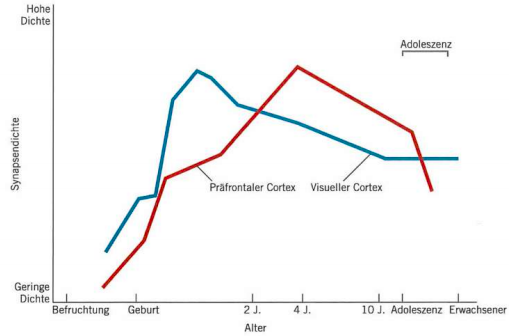 Hohe
Dichte
Adoleszenz
Synapsendichte
Präfrontaler Cortex
Visueller Cortex
Geringe
Dichte
Befruchtung Geburt 2 J. 4 J. 10 J. Adoleszenz Erwachsener
Alter